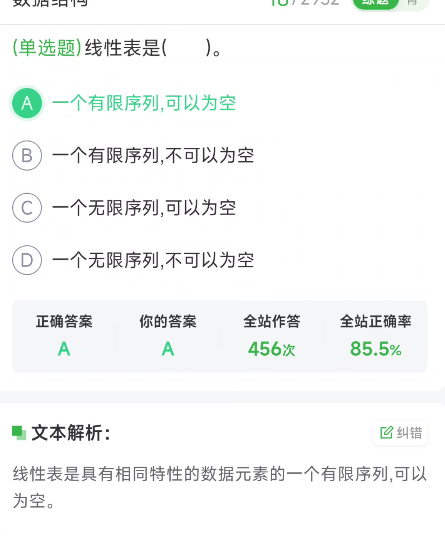 数据结构
18/2932 练题 背
(单选题)线性表是(  )。
A 一个有限序列,可以为空
B 一个有限序列,不可以为空
C 一个无限序列,可以为空
D 一个无限序列,不可以为空
正确答案 你的答案 全站作答 全站正确率
A A 456次 85.5%
文本解析： 纠错
线性表是具有相同特性的数据元素的一个有限序列,可以
为空。